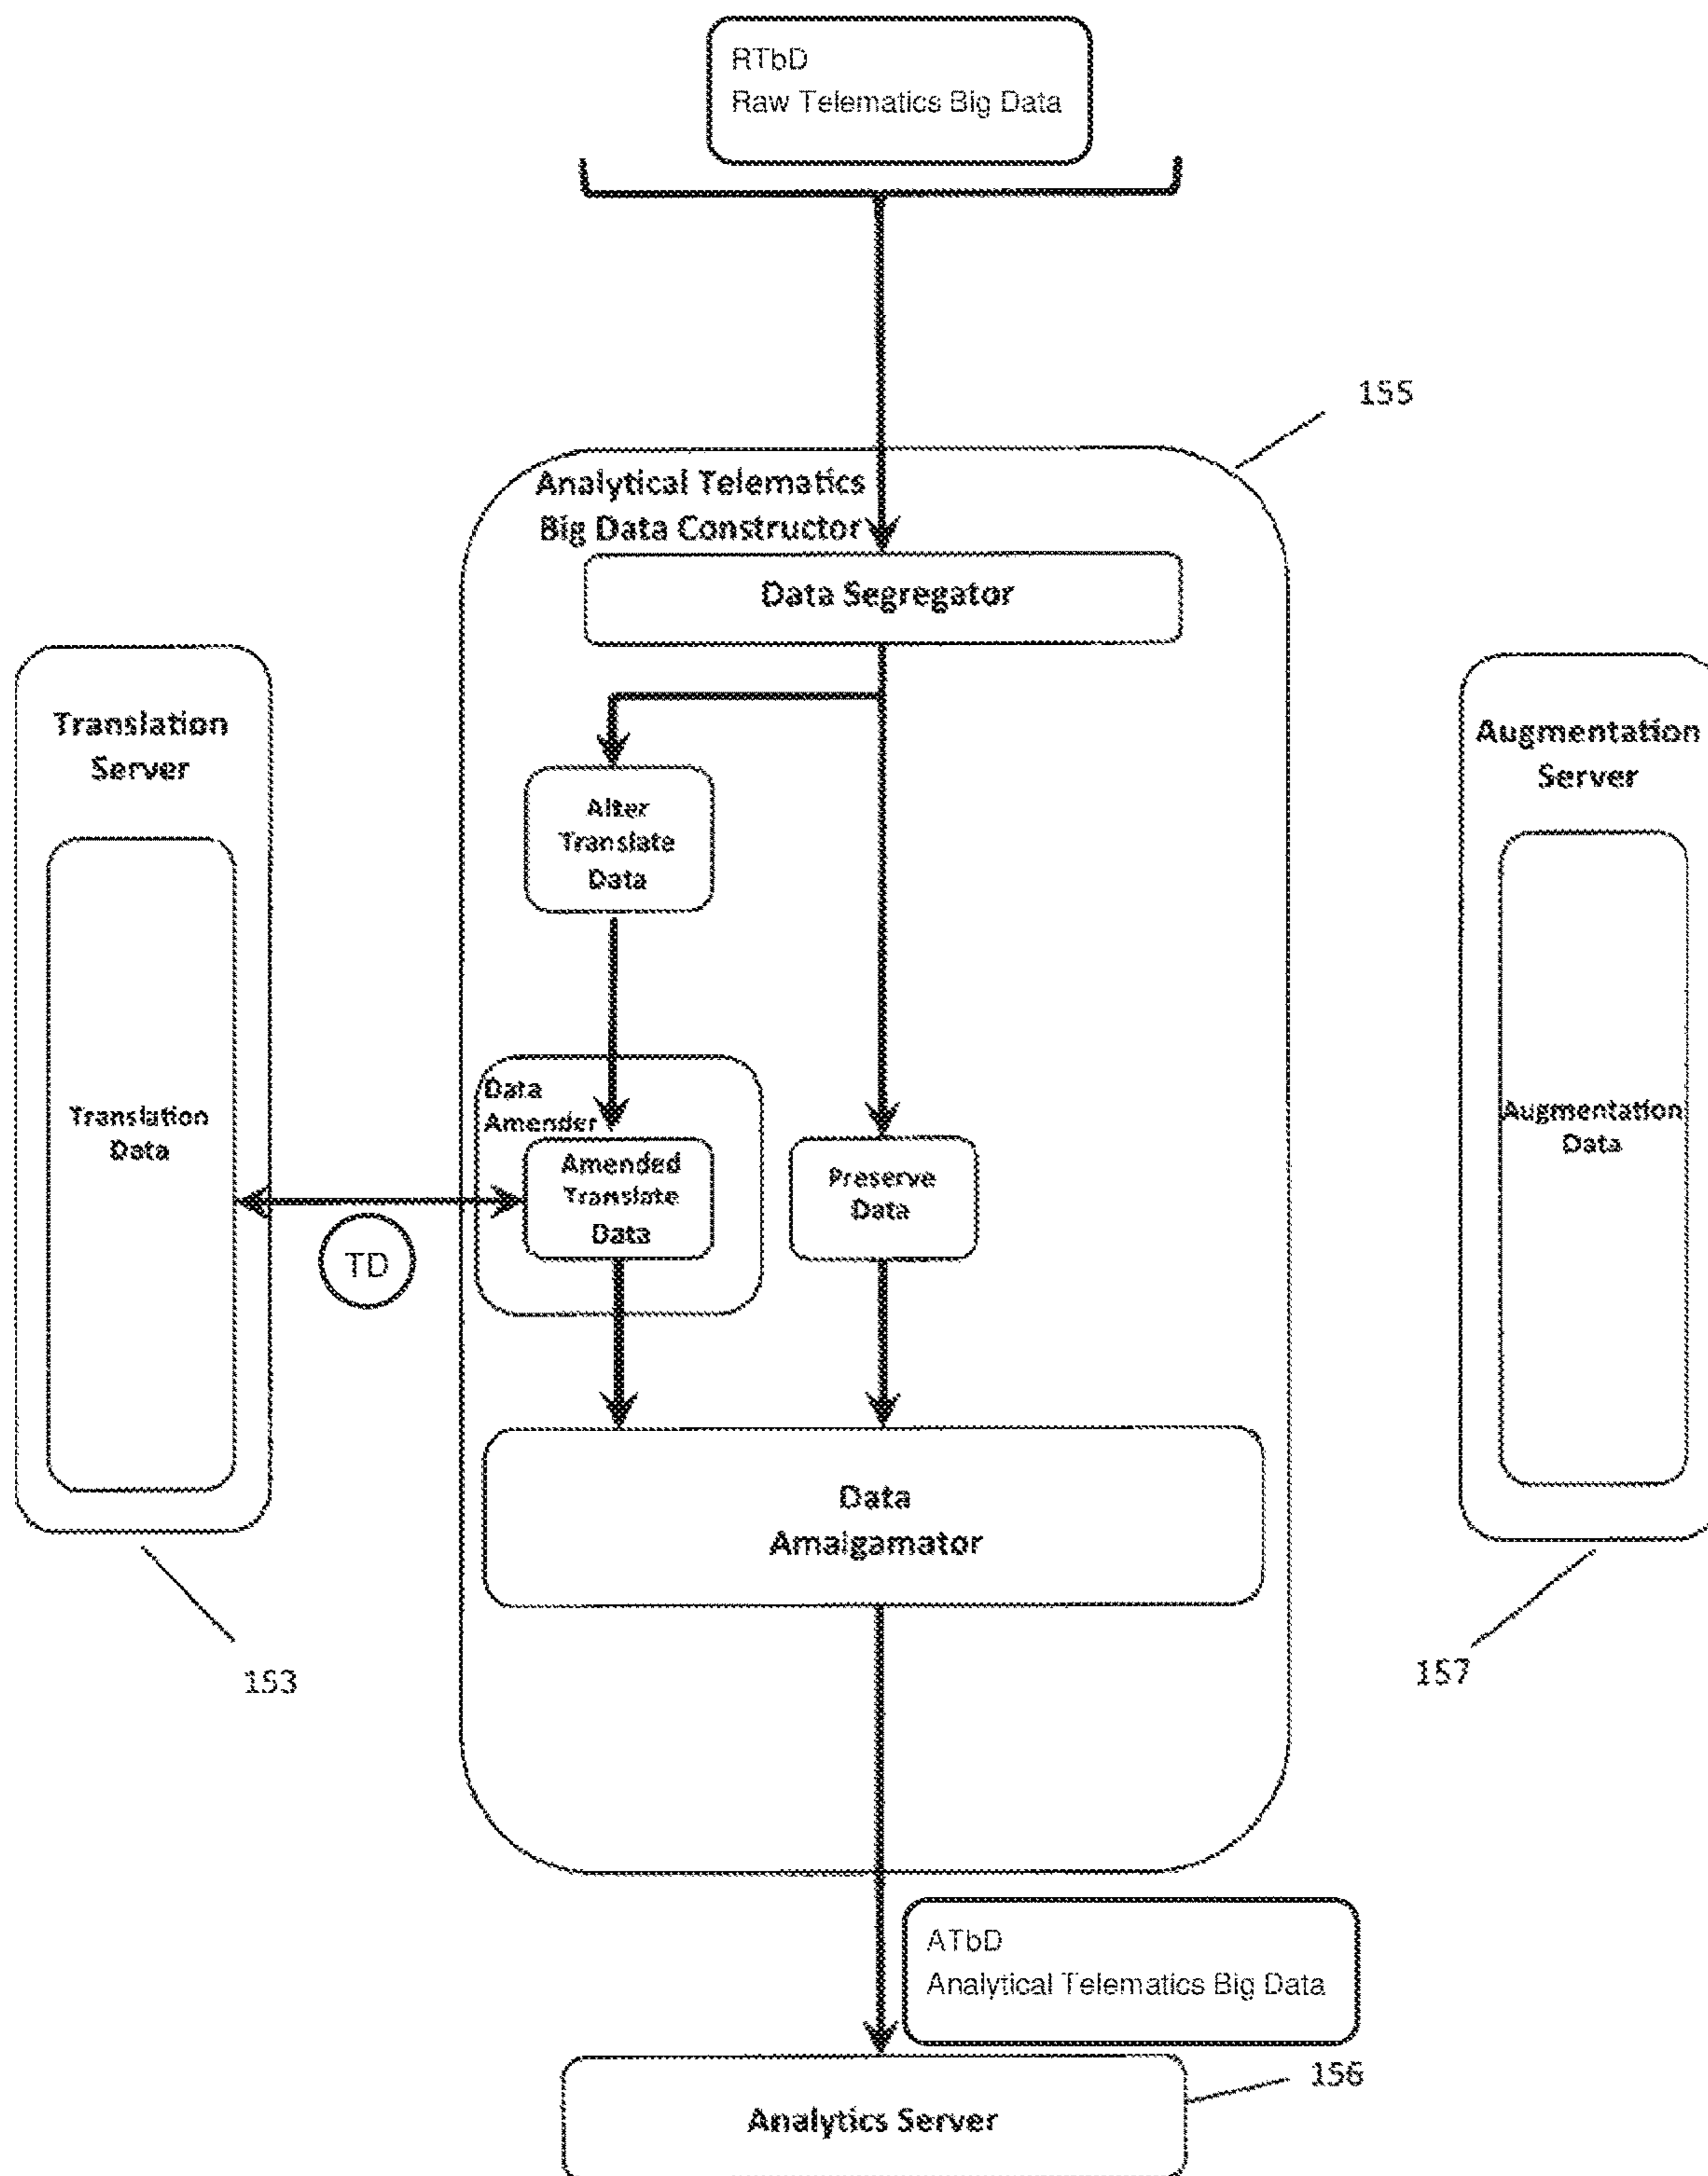 RTbD
Raw Telematics Big Data
155
Analytical Telematics
Big Data Constructor
Data Segregator
Translation
Server
Augmentation
Server
Alter
Translate
Data
Data
Amender
Translation
Data
Amended
Translate
Data
Preserve
Data
Augmentation
Data
TD
Data
Amalgamator
153
157
ATbD
Analytical Telematics Big Data
156
Analytics Server